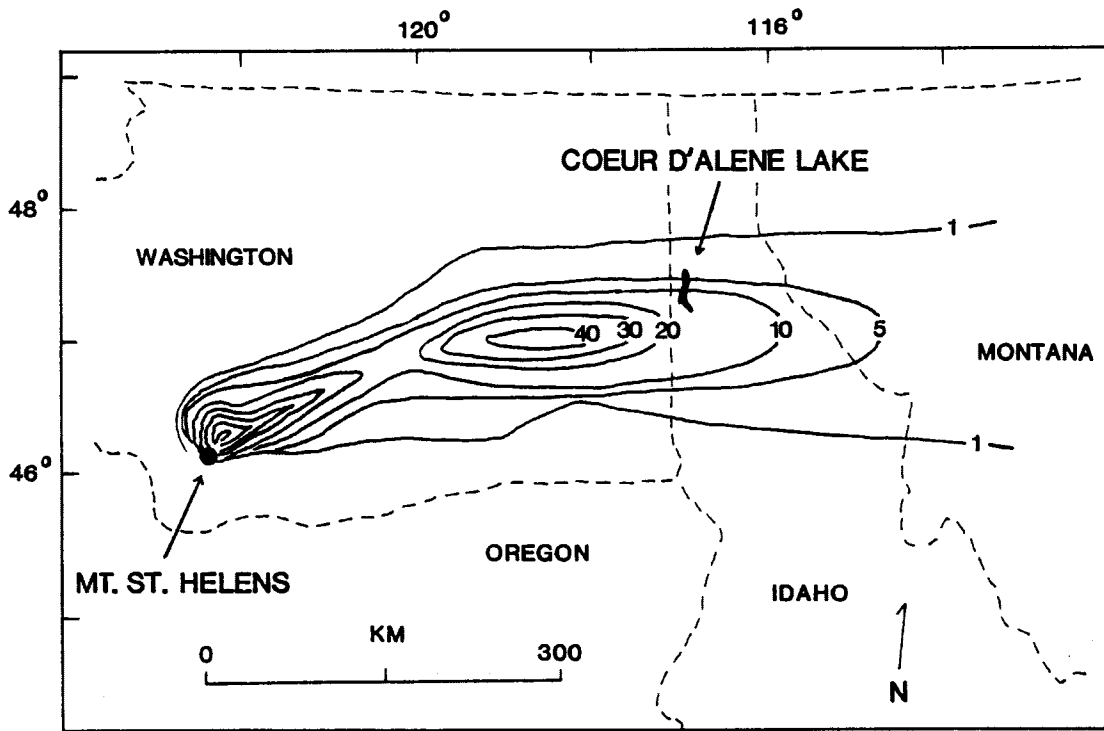 120° 116°
COEUR D'ALENE LAKE
48°
WASHINGTON
1
40 30 20 10 5
MONTANA
1
46°
MT. ST. HELENS
OREGON
IDAHO
KM
0 300
N